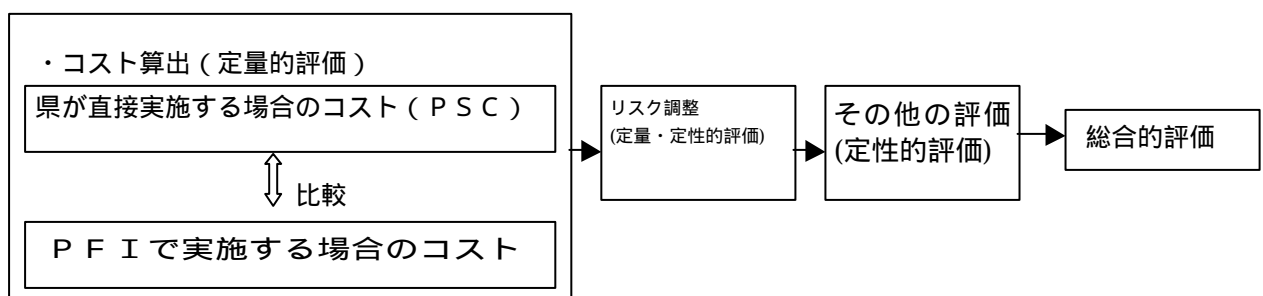 ・コスト算出(定量的評価)
県が直接実施する場合のコスト(PSC)
比較
PFIで実施する場合のコスト
リスク調整
(定量・定性的評価)
その他の評価
(定性的評価)
総合的評価